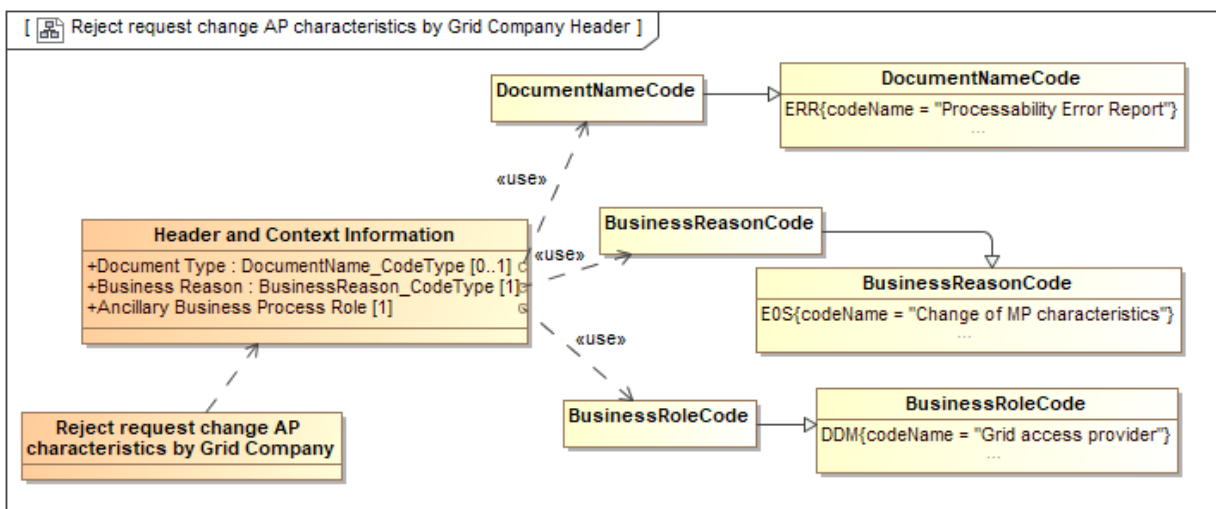 [ Reject request change AP characteristics by Grid Company Header ]
DocumentNameCode
DocumentNameCode
ERR{codeName = "Processability Error Report"}
...
«use»
Header and Context Information
+Document Type : DocumentName_CodeType [0..1]
+Business Reason : BusinessReason_CodeType [1]
+Ancillary Business Process Role [1]
«use»
BusinessReasonCode
BusinessReasonCode
E0S{codeName = "Change of MP characteristics"}
...
«use»
BusinessRoleCode
BusinessRoleCode
DDM{codeName = "Grid access provider"}
...
Reject request change AP
characteristics by Grid Company